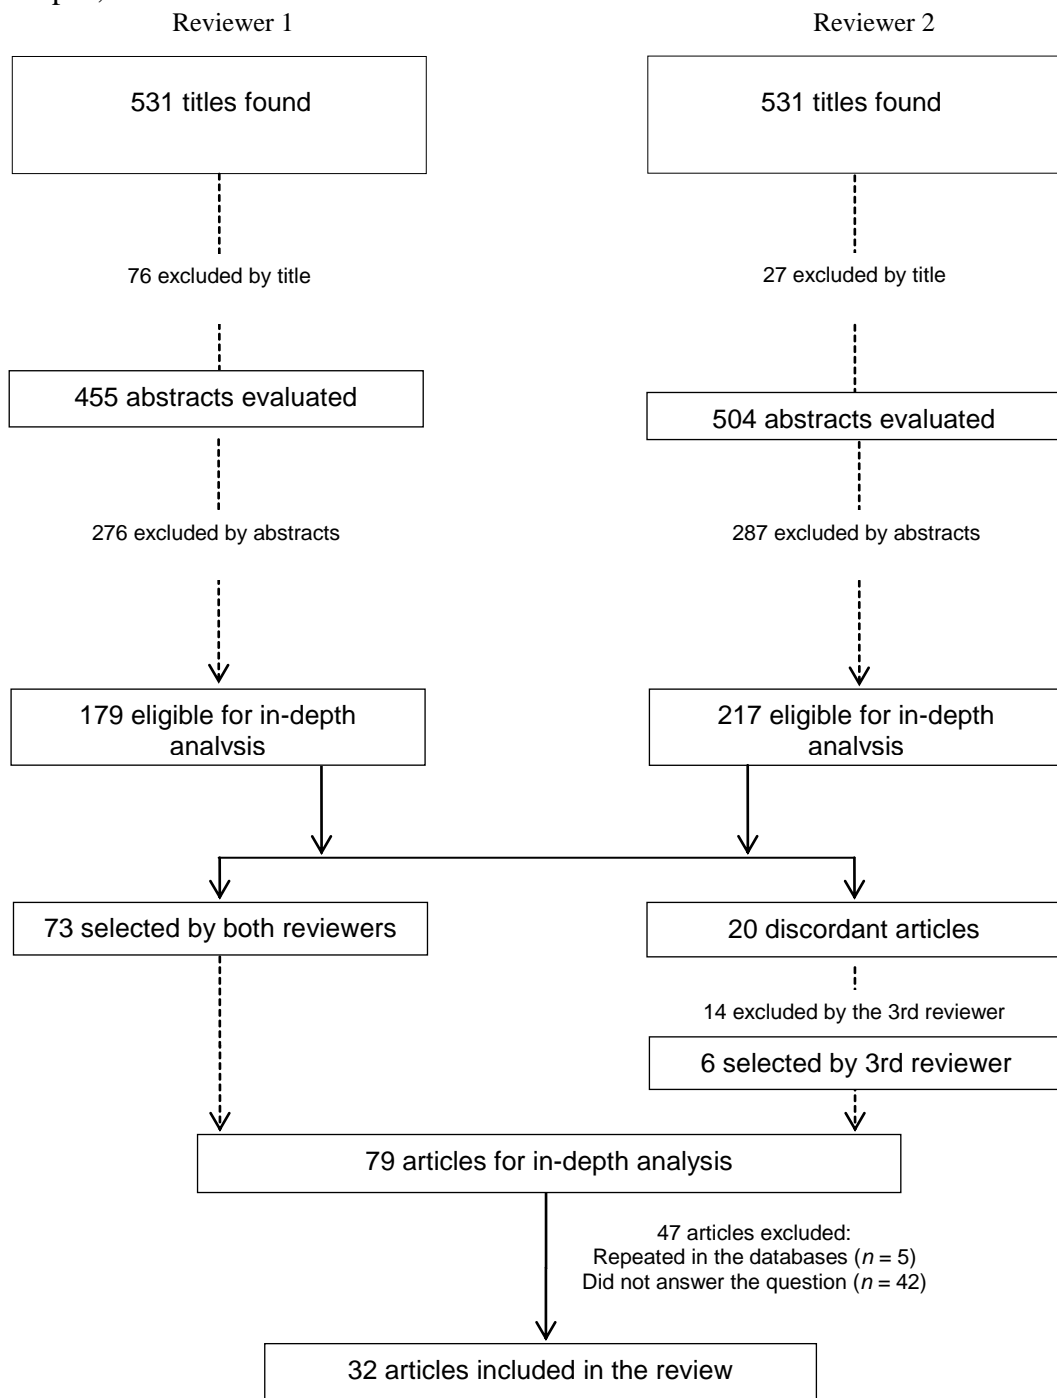 Reviewer 1
Reviewer 2
531 titles found
531 titles found
76 excluded by title
27 excluded by title
455 abstracts evaluated
504 abstracts evaluated
276 excluded by abstracts
287 excluded by abstracts
179 eligible for in-depth
analysis
217 eligible for in-depth
analysis
73 selected by both reviewers
20 discordant articles
14 excluded by the 3rd reviewer
6 selected by 3rd reviewer
79 articles for in-depth analysis
47 articles excluded:
Repeated in the databases (n = 5)
Did not answer the question (n = 42)
32 articles included in the review